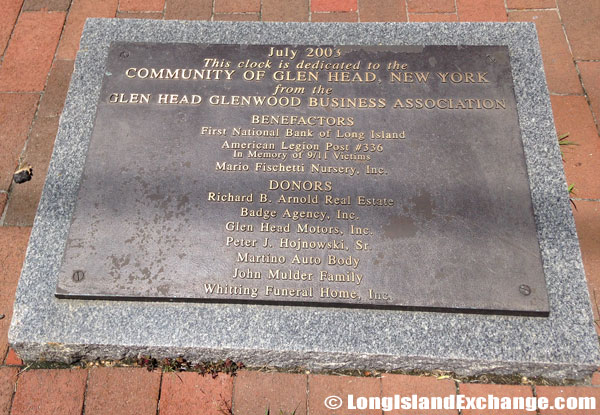 July 2003
This clock is dedicated to the
COMMUNITY OF GLEN HEAD, NEW YORK
from the
GLEN HEAD GLENWOOD BUSINESS ASSOCIATION
BENEFACTORS
First National Bank of Long Island
American Legion Post #336
In Memory of 9/11 Victims
Mario Fischetti Nursery, Inc.
DONORS
Richard B. Arnold Real Estate
Badge Agency, Inc.
Glen Head Motors, Inc.
Peter J. Hojnowski, Sr
Martino Auto Body
John Mulder Family
Whitting Funeral Home, Inc.
© LongIslandExchange.com